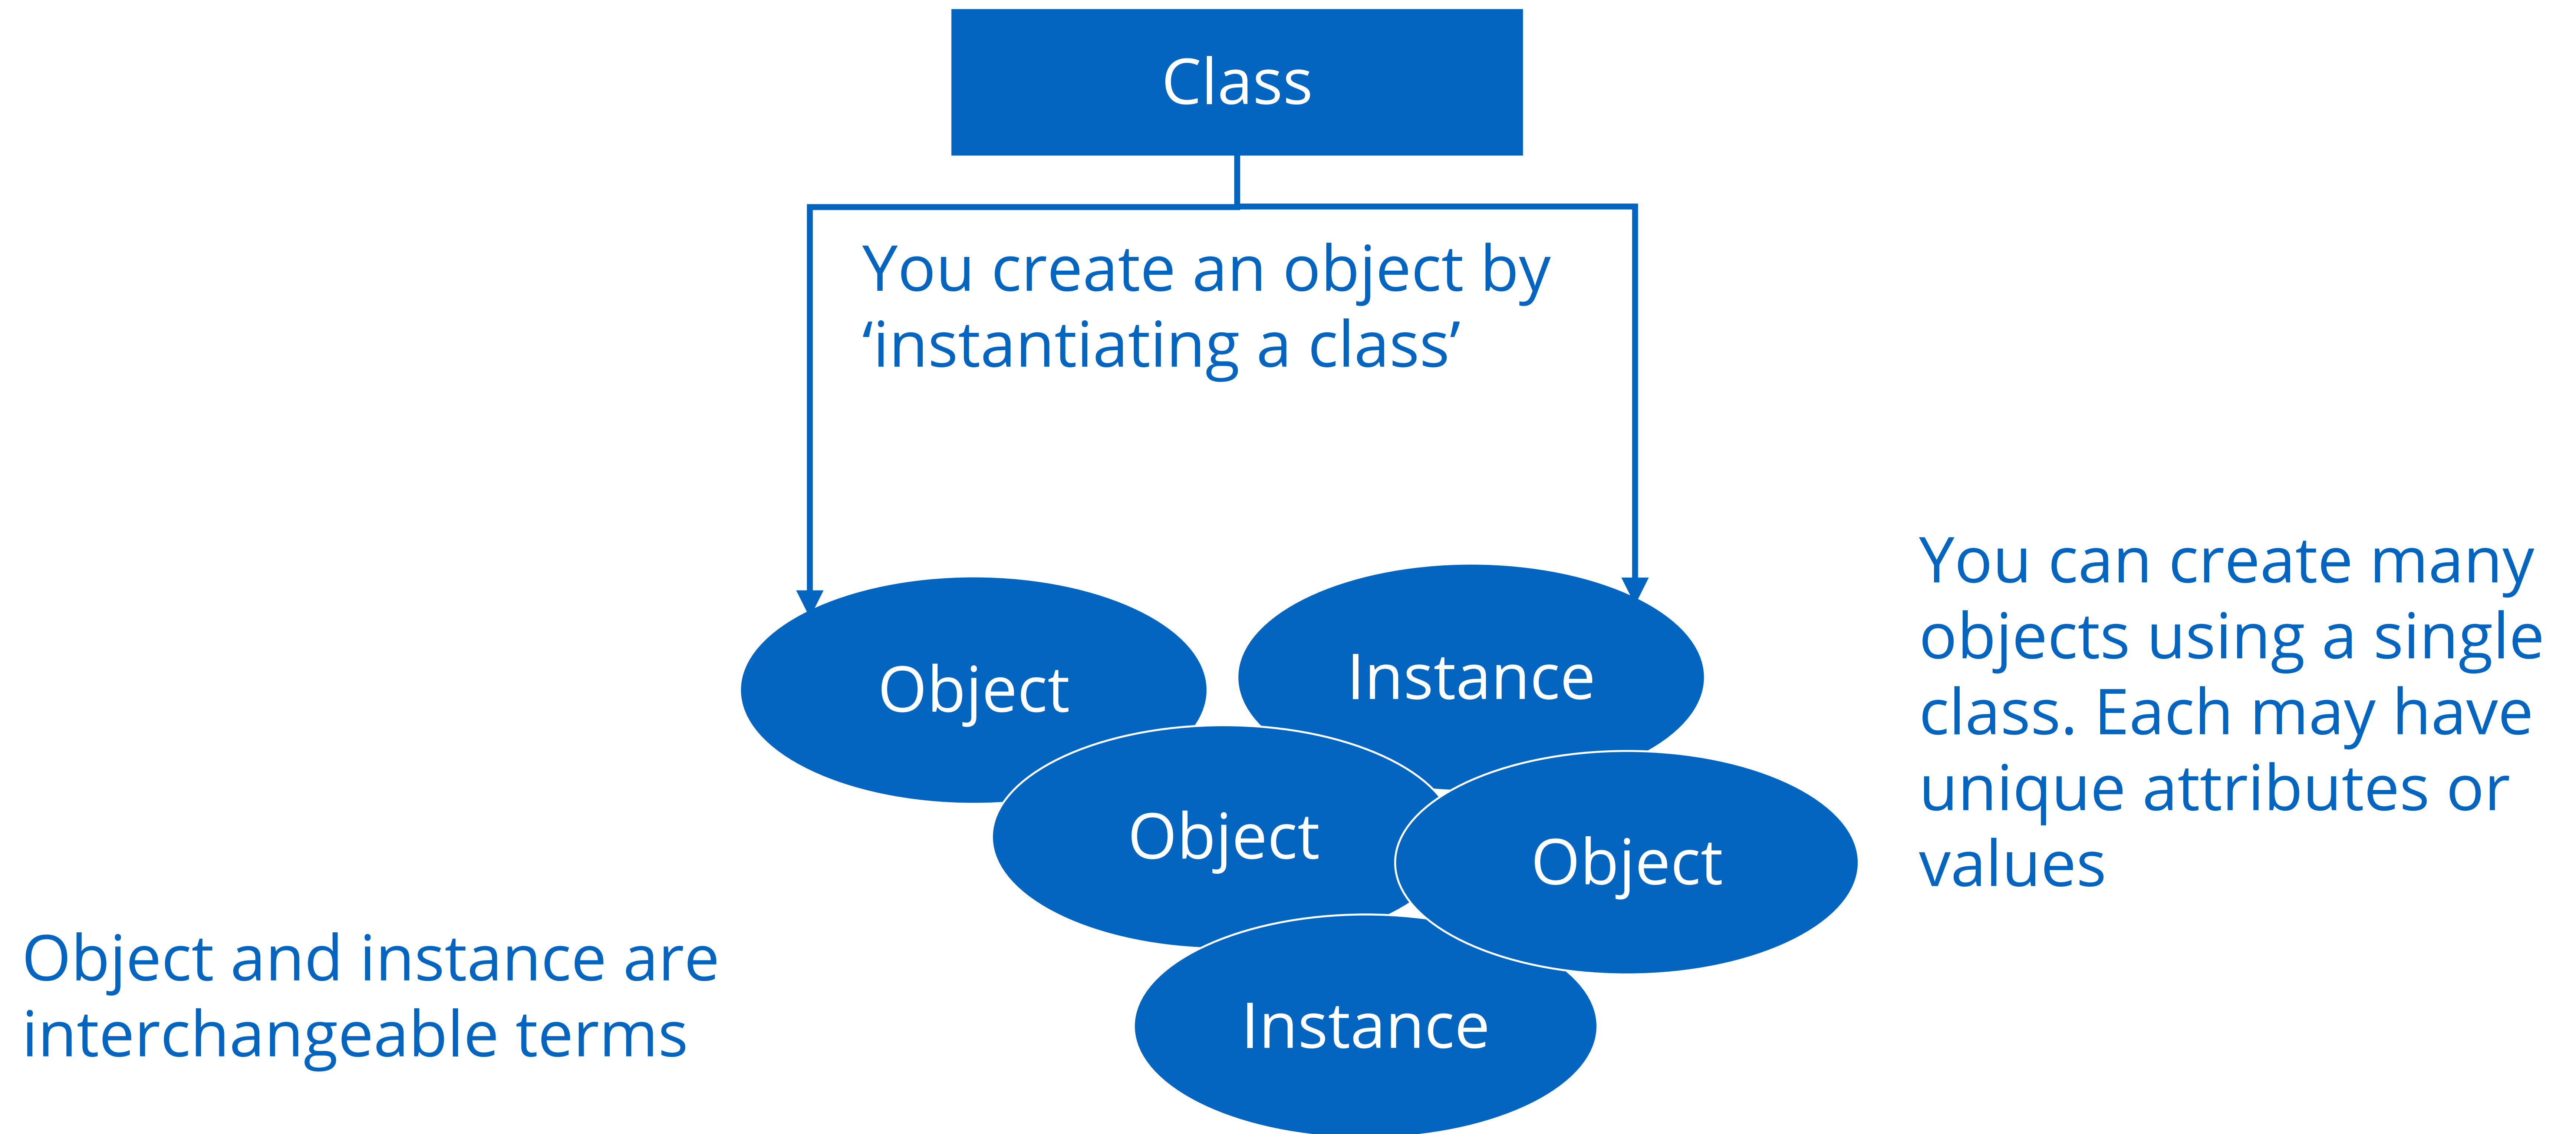 Class
You create an object by
‘instantiating a class’
Object
Instance
Object
Object
Instance
You can create many
objects using a single
class. Each may have
unique attributes or
values
Object and instance are
interchangeable terms